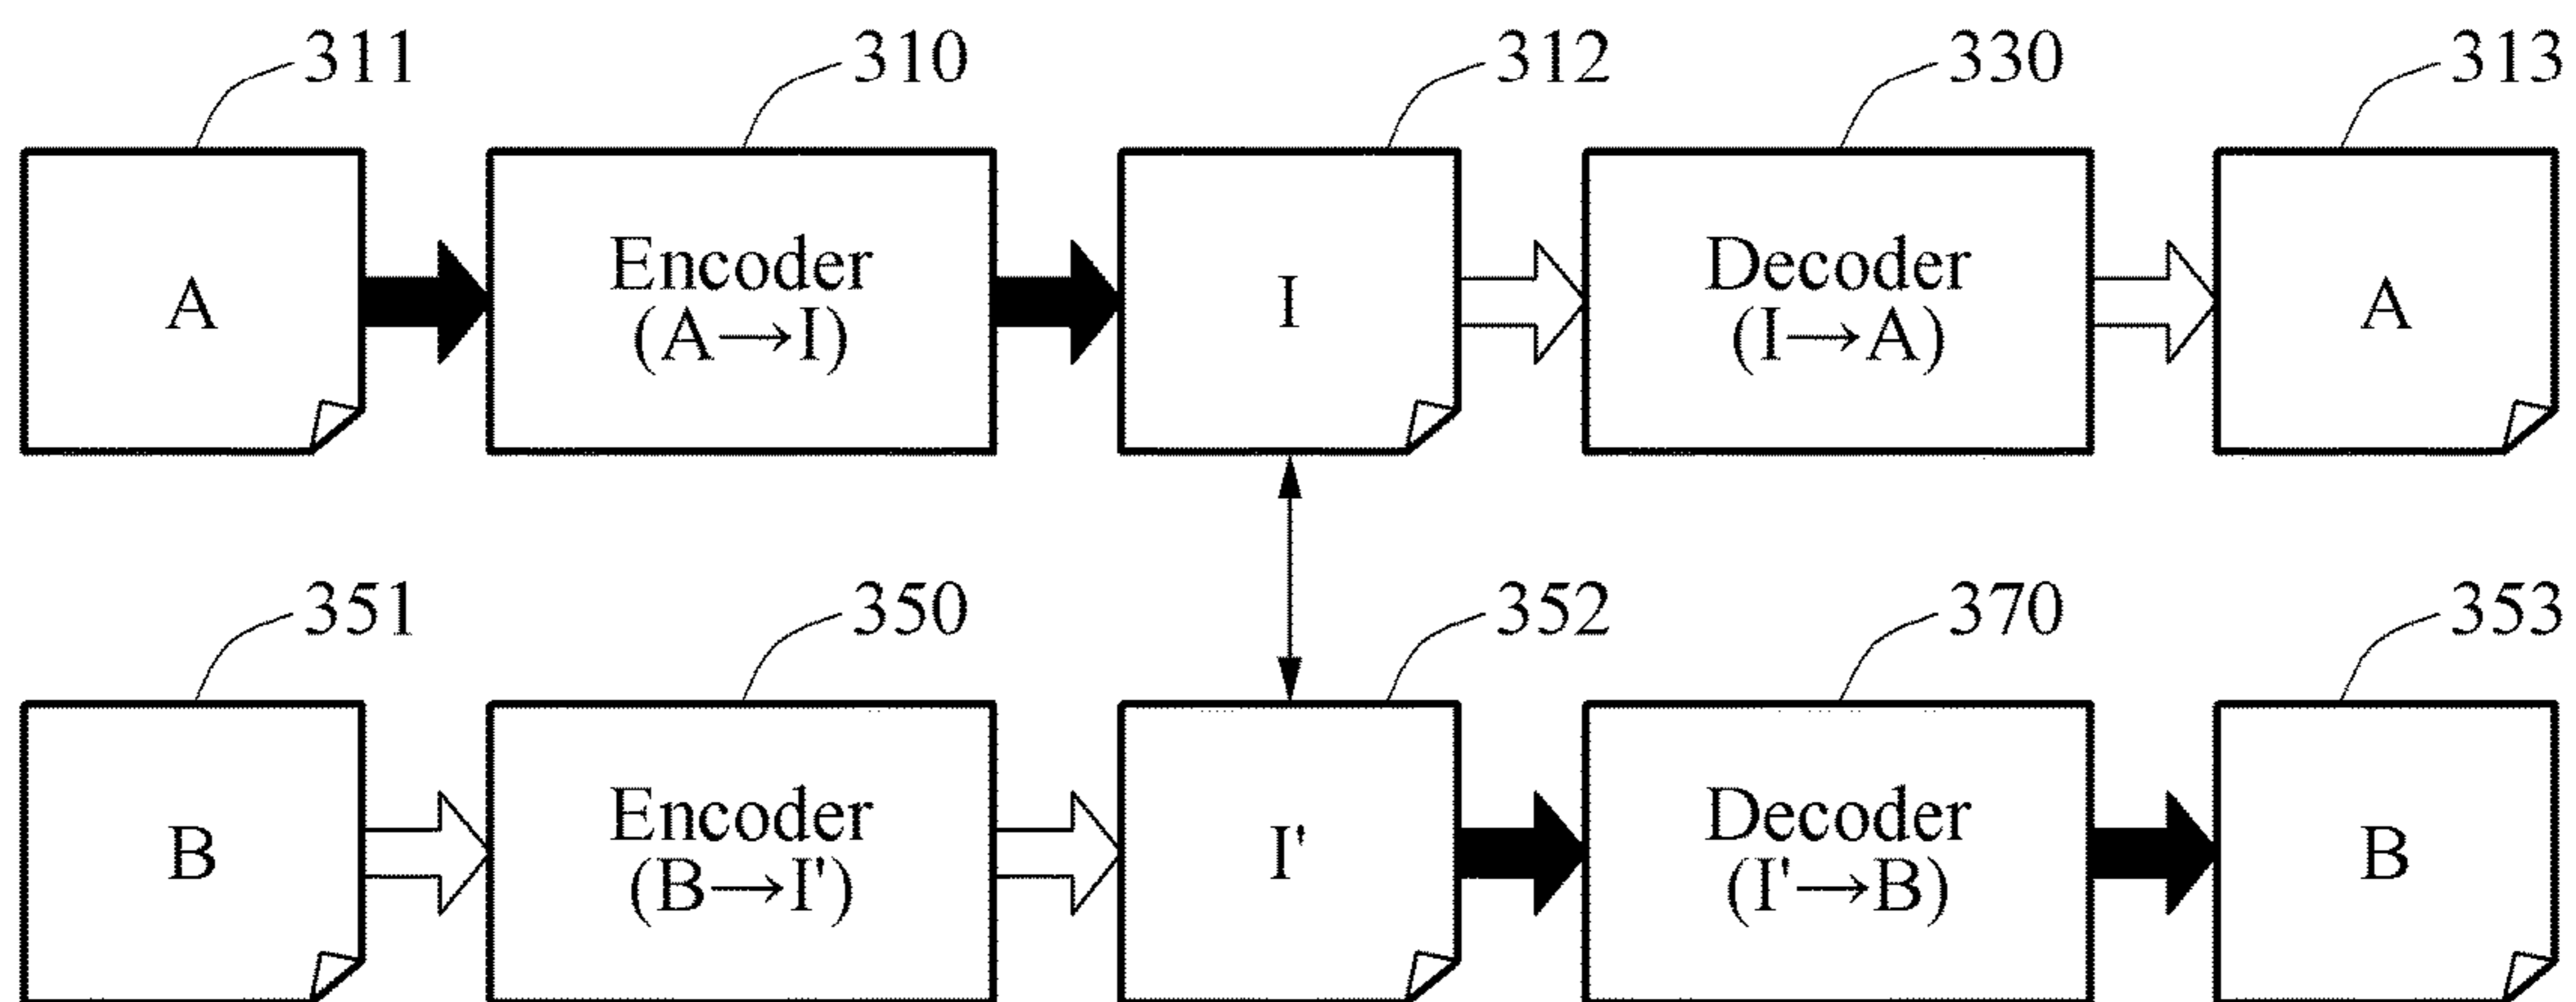 311 310 312 330 313
A Encoder I Decoder A
(A→I) (I→A)
351 350 352 370 353
B Encoder I' Decoder B
(B→I') (I'→B)